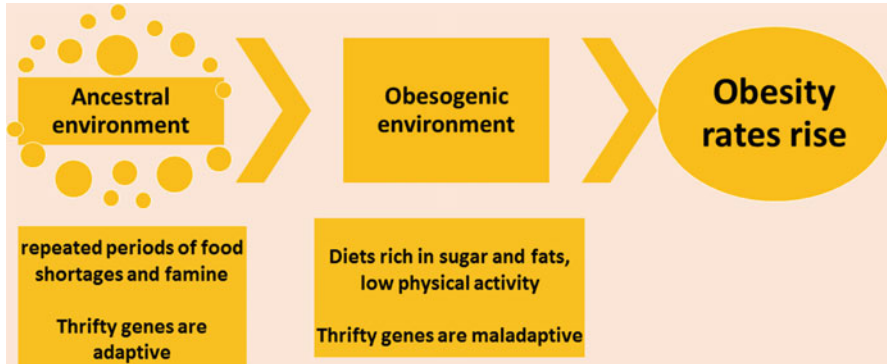 Ancestral
environment
Obesogenic
environment
Obesity
rates rise
repeated periods of food
shortages and famine
Thrifty genes are
adaptive
Diets rich in sugar and fats,
low physical activity
Thrifty genes are maladaptive